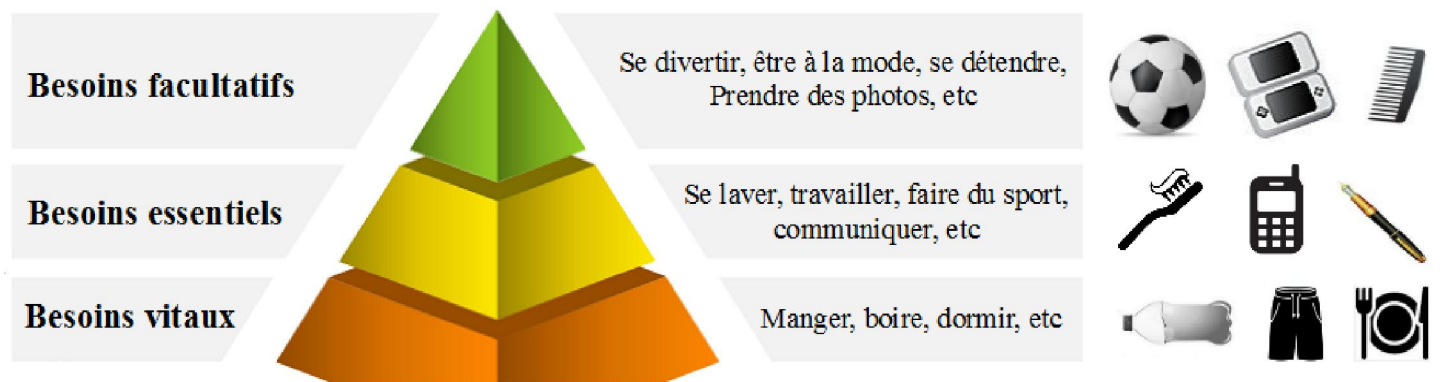 Besoins facultatifs
Se divertir, être à la mode, se détendre,
Prendre des photos, etc
Besoins essentiels
Se laver, travailler, faire du sport,
communiquer, etc
Besoins vitaux
Manger, boire, dormir, etc